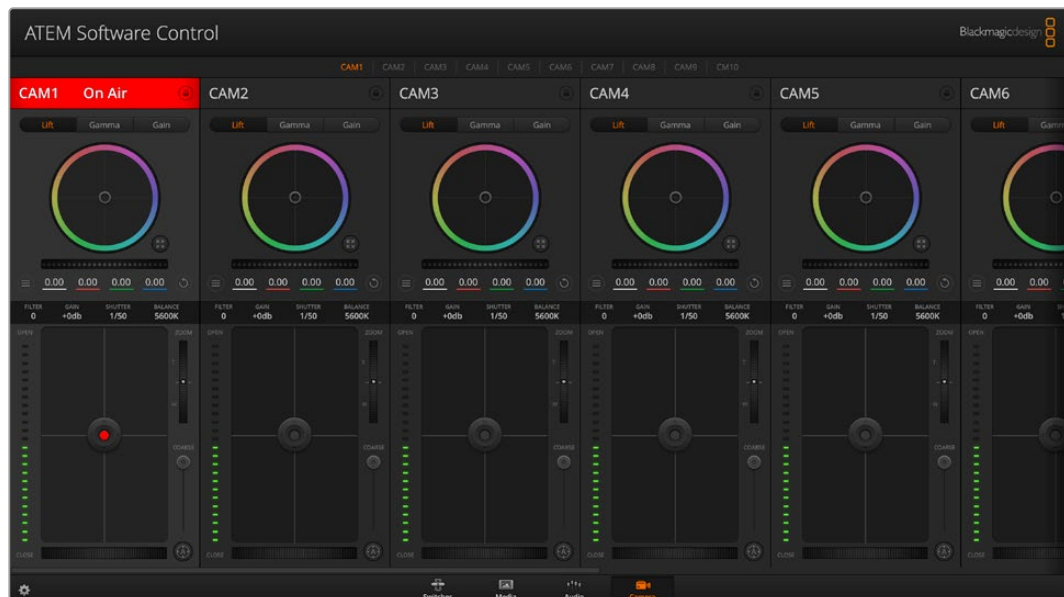 ATEM Software Control
Blackmagicdesign
CAM1 CAM2 CAM3 CAM4 CAM5 CAM6 CAM7 CAM8 CAM9 CM10
CAM1 On Air CAM2 CAM3 CAM4 CAM5 CAM6
Lift Gamma Gain Lift Gamma Gain Lift Gamma Gain Lift Gamma Gain Lift Gamma Gain Lift
0.00 0.00 0.00 0.00 0.00 0.00 0.00 0.00 0.00 0.00 0.00 0.00 0.00 0.00 0.00 0.00 0.00 0.00 0.00 0.00 0.00 0.00
FILTER GAIN SHUTTER BALANCE FILTER GAIN SHUTTER BALANCE FILTER GAIN SHUTTER BALANCE FILTER GAIN SHUTTER BALANCE FILTER GAIN SHUTTER BALANCE FILTER GAIN
0 +0db 1/50 5600K 0 +0db 1/50 5600K 0 +0db 1/50 5600K 0 +0db 1/50 5600K 0 +0db 1/50 5600K 0 +0db
OPEN ZOOM OPEN ZOOM OPEN ZOOM OPEN ZOOM OPEN ZOOM OPEN
T T T T T
W W W W W
COARSE COARSE COARSE COARSE COARSE
CLOSE CLOSE CLOSE CLOSE CLOSE CLOSE
Switcher Media Audio Camera